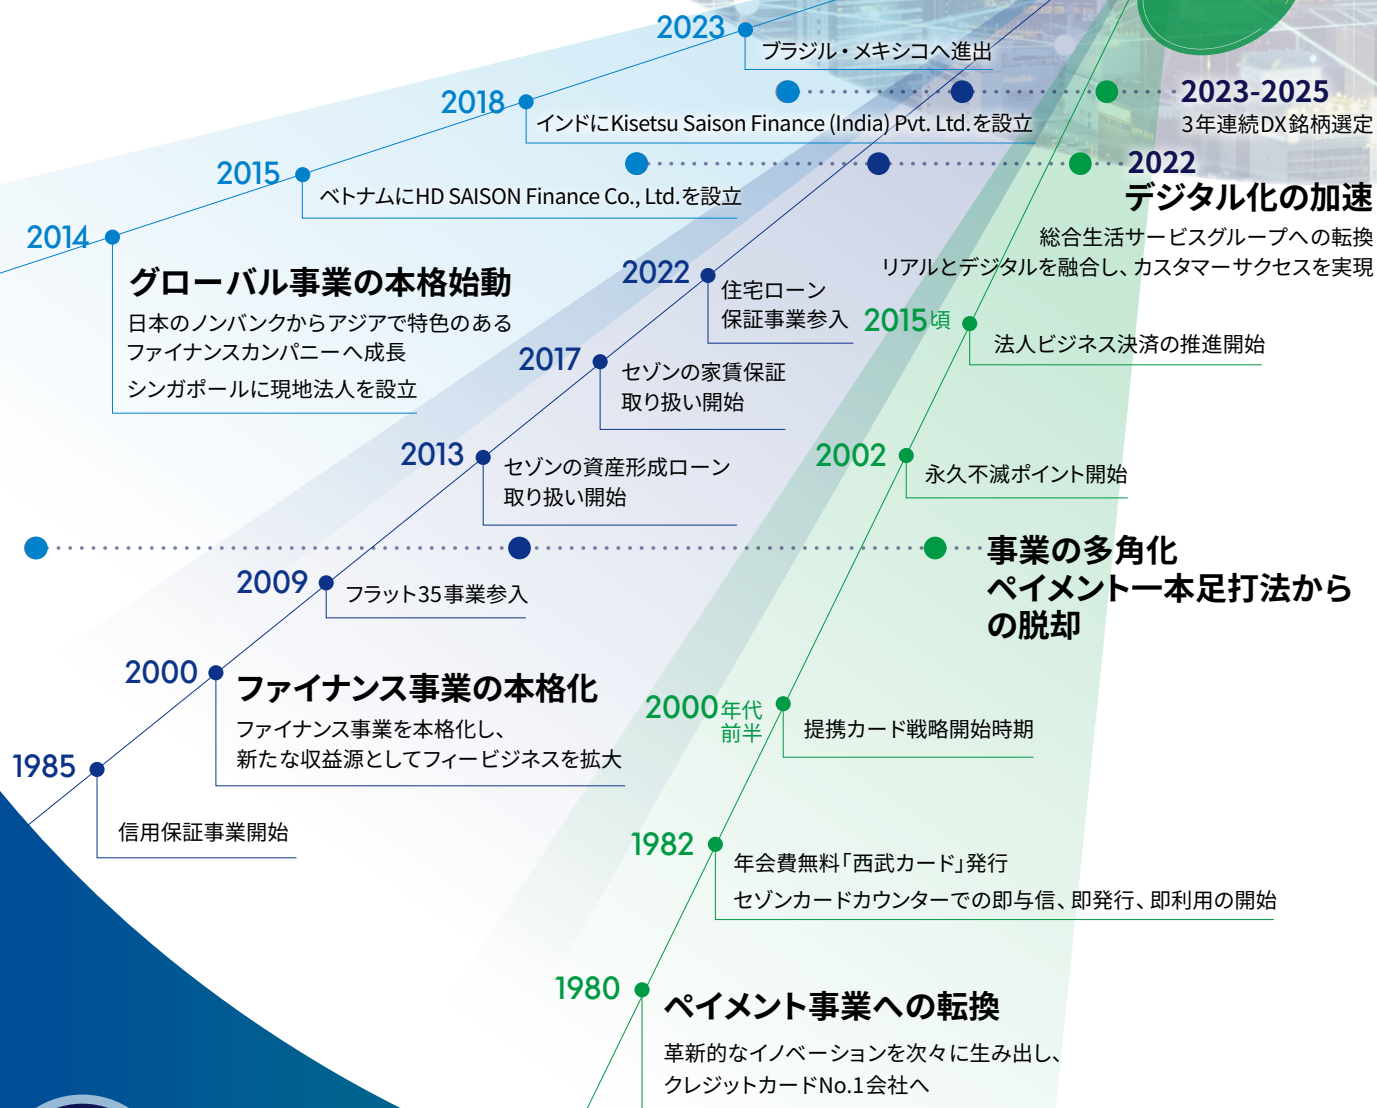 2023
ブラジル・メキシコへ進出
2018
インドにKisetsu Saison Finance (India) Pvt. Ltd.を設立
2015
ベトナムにHD SAISON Finance Co., Ltd.を設立
2014
グローバル事業の本格始動
日本のノンバンクからアジアで特色のある
ファイナンスカンパニーへ成長
シンガポールに現地法人を設立
2023-2025
3年連続DX銘柄選定
2022
デジタル化の加速
総合生活サービスグループへの転換
リアルとデジタルを融合し、カスタマーサクセスを実現
2022
住宅ローン
保証事業参入
2017
セゾンの家賃保証
取り扱い開始
2013
セゾンの資産形成ローン
取り扱い開始
2009
フラット35事業参入
2000
ファイナンス事業の本格化
ファイナンス事業を本格化し、
新たな収益源としてフィービジネスを拡大
1985
信用保証事業開始
2015頃
法人ビジネス決済の推進開始
2002
永久不滅ポイント開始
事業の多角化
ペイメント一本足打法から
の脱却
2000年代
前半
提携カード戦略開始時期
1982
年会費無料「西武カード」発行
セゾンカードカウンターでの即与信、即発行、即利用の開始
1980
ペイメント事業への転換
革新的なイノベーションを次々に生み出し、
クレジットカードNo.1会社へ